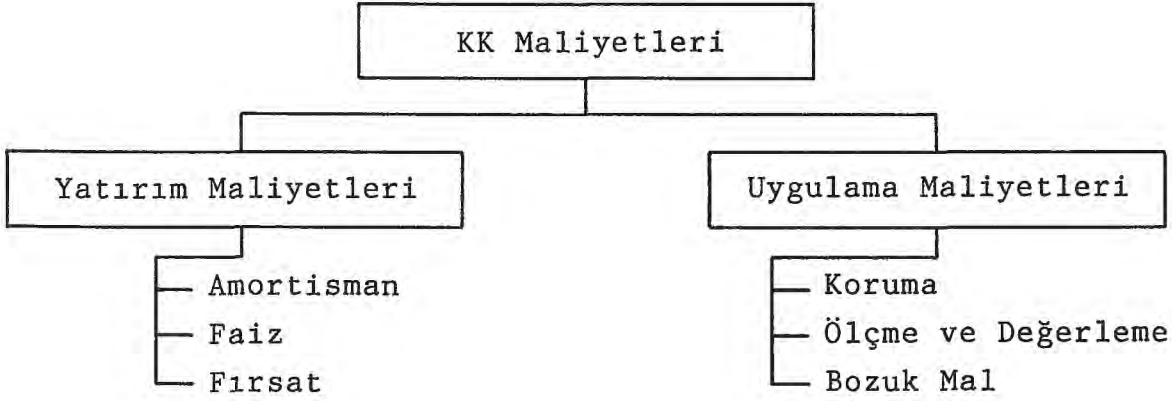 KK Maliyetleri
Yatırım Maliyetleri
Amortisman
Faiz
Fırsat
Uygulama Maliyetleri
Koruma
Ölçme ve Değerleme
Bozuk Mal